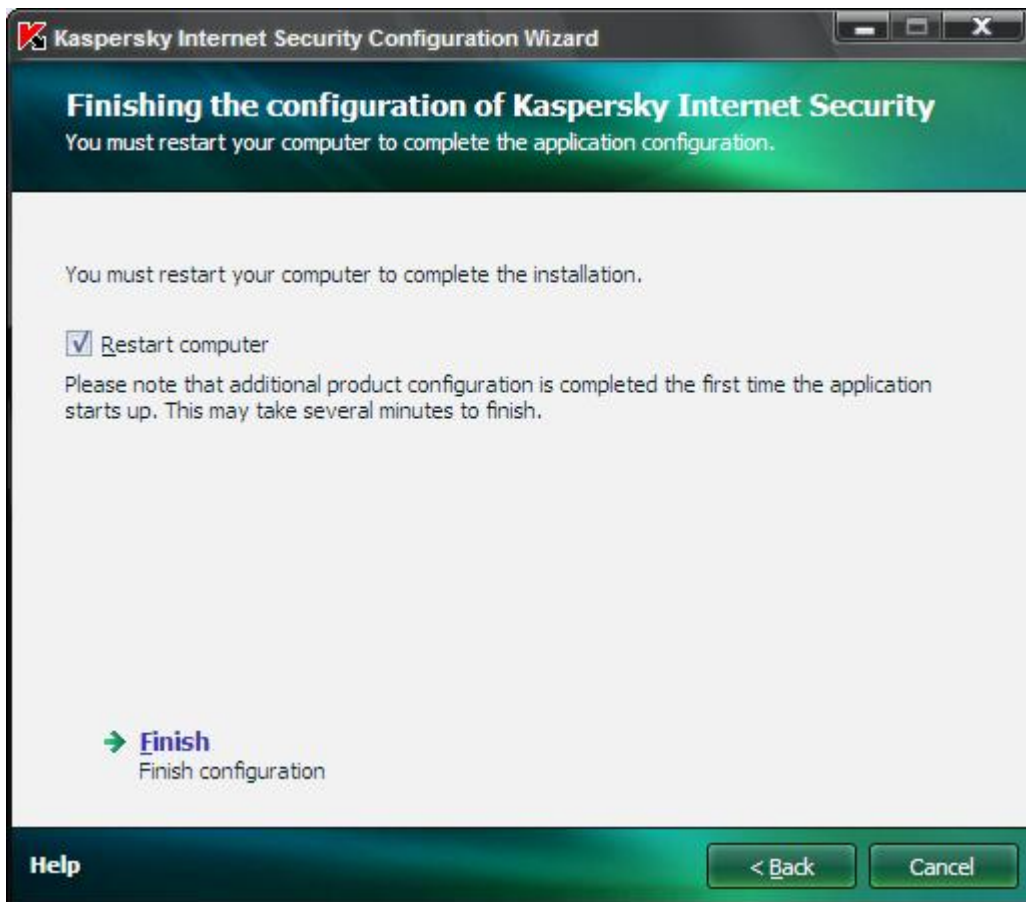 Kaspersky Internet Security Configuration Wizard
Finishing the configuration of Kaspersky Internet Security
You must restart your computer to complete the application configuration.
You must restart your computer to complete the installation.
Restart computer
Please note that additional product configuration is completed the first time the application
starts up. This may take several minutes to finish.
Finish
Finish configuration
Help
< Back
Cancel